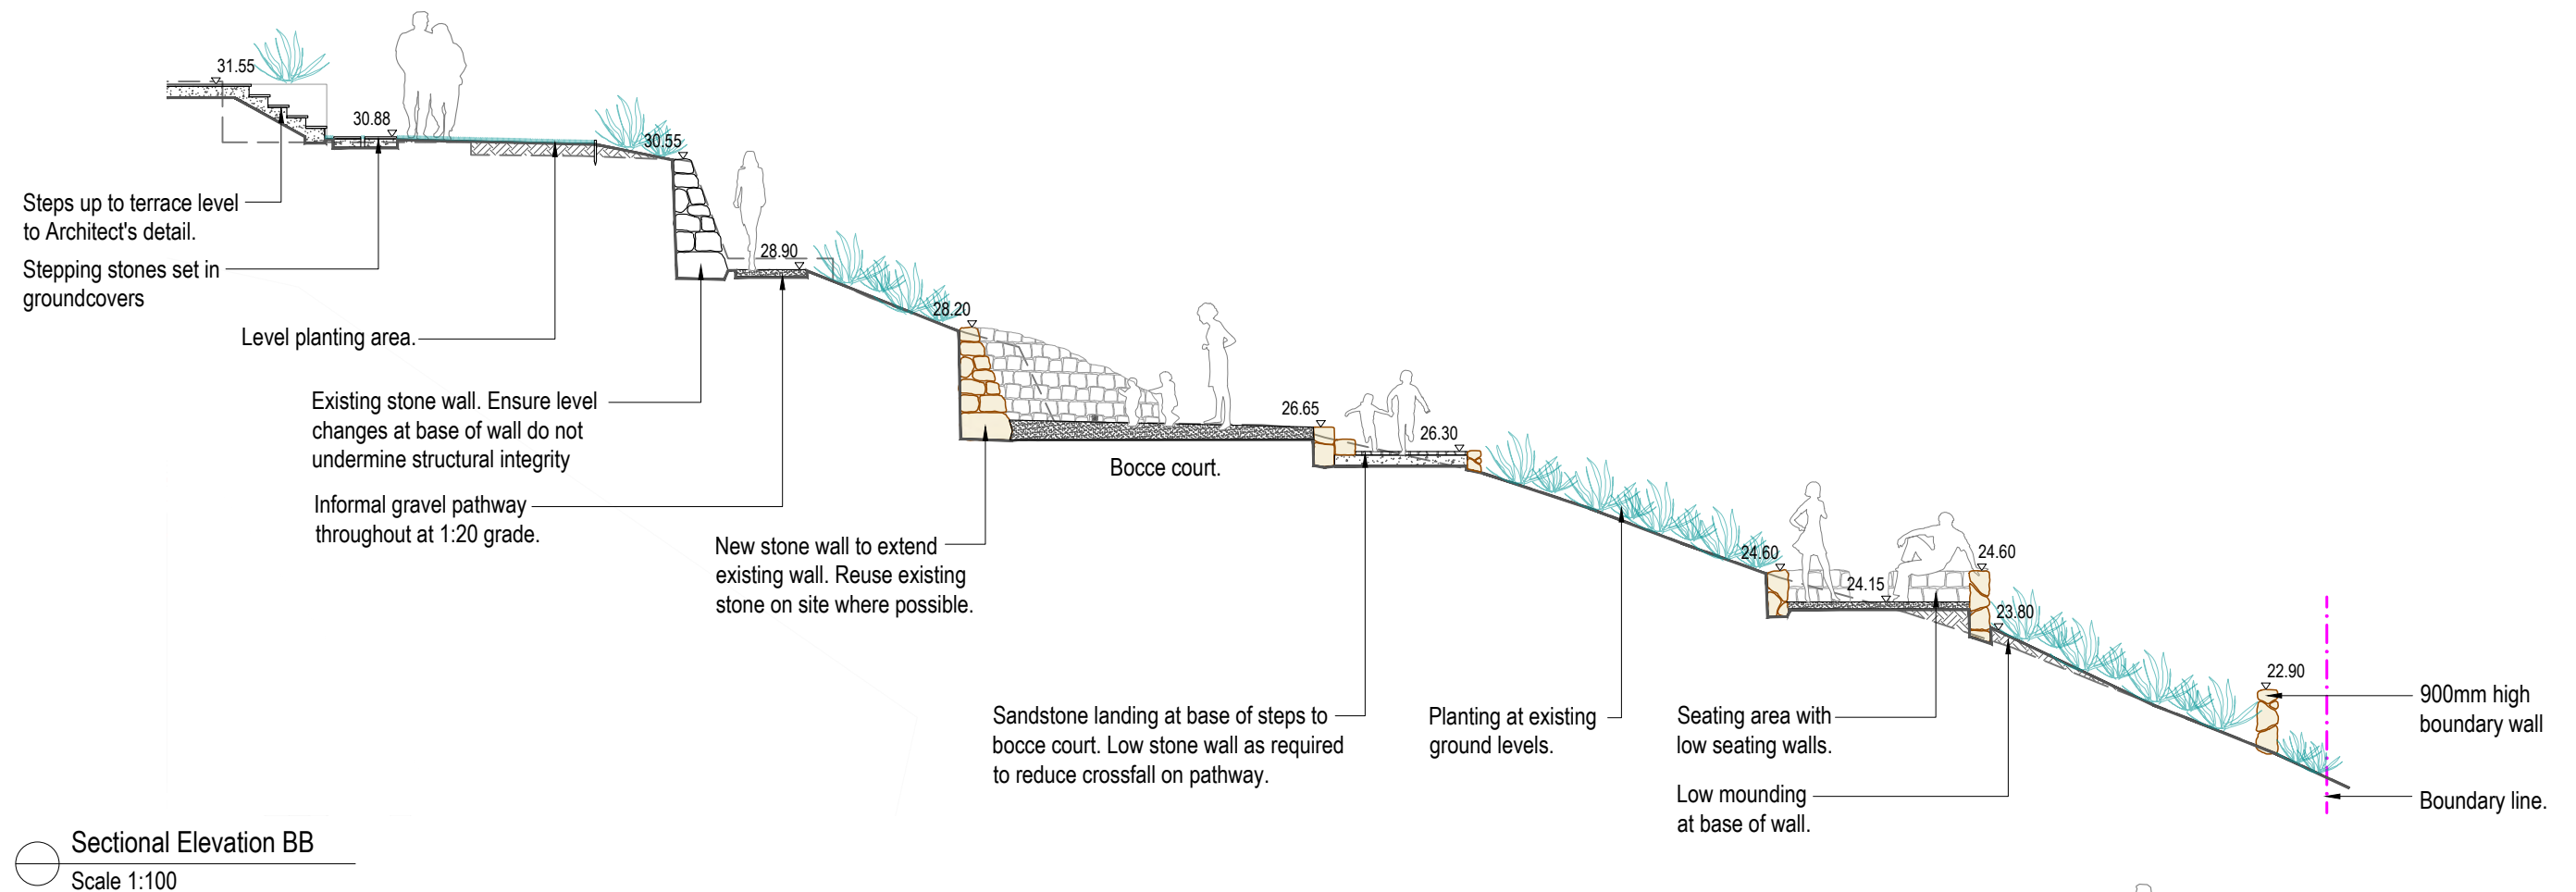 31.55
30.88
30.55
Steps up to terrace level
to Architect's detail.
Stepping stones set in
groundcovers
28.90
28.20
Level planting area.
Existing stone wall. Ensure level
changes at base of wall do not
undermine structural integrity
26.65
26.30
Bocce court.
Informal gravel pathway
throughout at 1:20 grade.
New stone wall to extend
existing wall. Reuse existing
stone on site where possible.
24.60
24.15
24.60
23.80
22.90
Sandstone landing at base of steps to
bocce court. Low stone wall as required
to reduce crossfall on pathway.
Planting at existing
ground levels.
Seating area with
low seating walls.
Low mounding
at base of wall.
900mm high
boundary wall
Boundary line.
Sectional Elevation BB
Scale 1:100